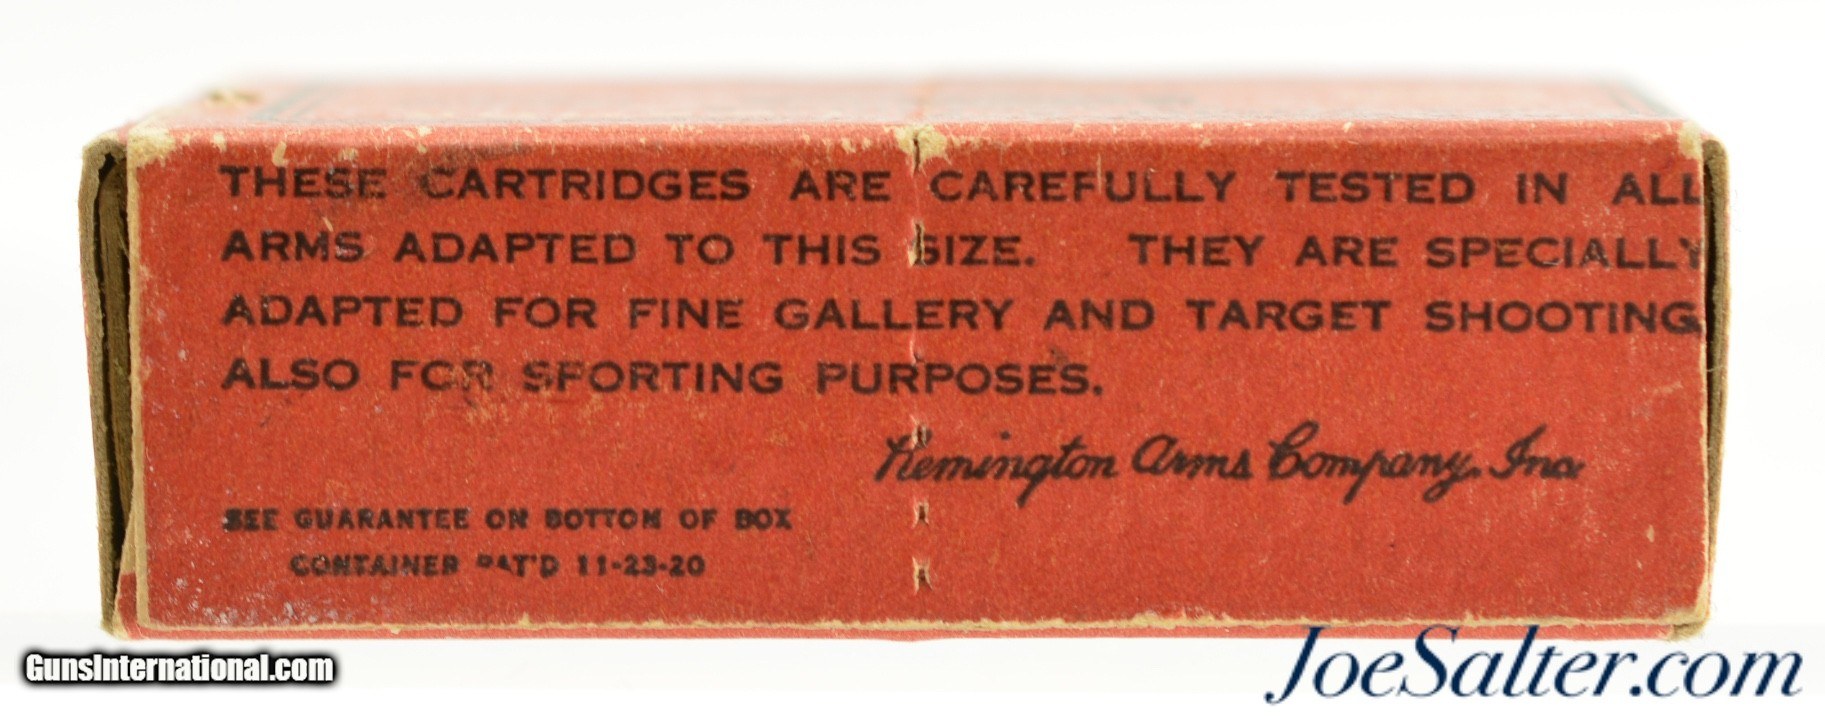 THESE CARTRIDGES ARE CAREFULLY TESTED IN ALL
ARMS ADAPTED TO THIS SIZE. THEY ARE SPECIALLY
ADAPTED FOR FINE GALLERY AND TARGET SHOOTING
ALSO FOR SPORTING PURPOSES.
Remington Arms Company, Inc.
SEE GUARANTEE ON BOTTOM OF BOX
CONTAINER PAT'D 11-23-20
GunsInternational.com
JoeSalter.com